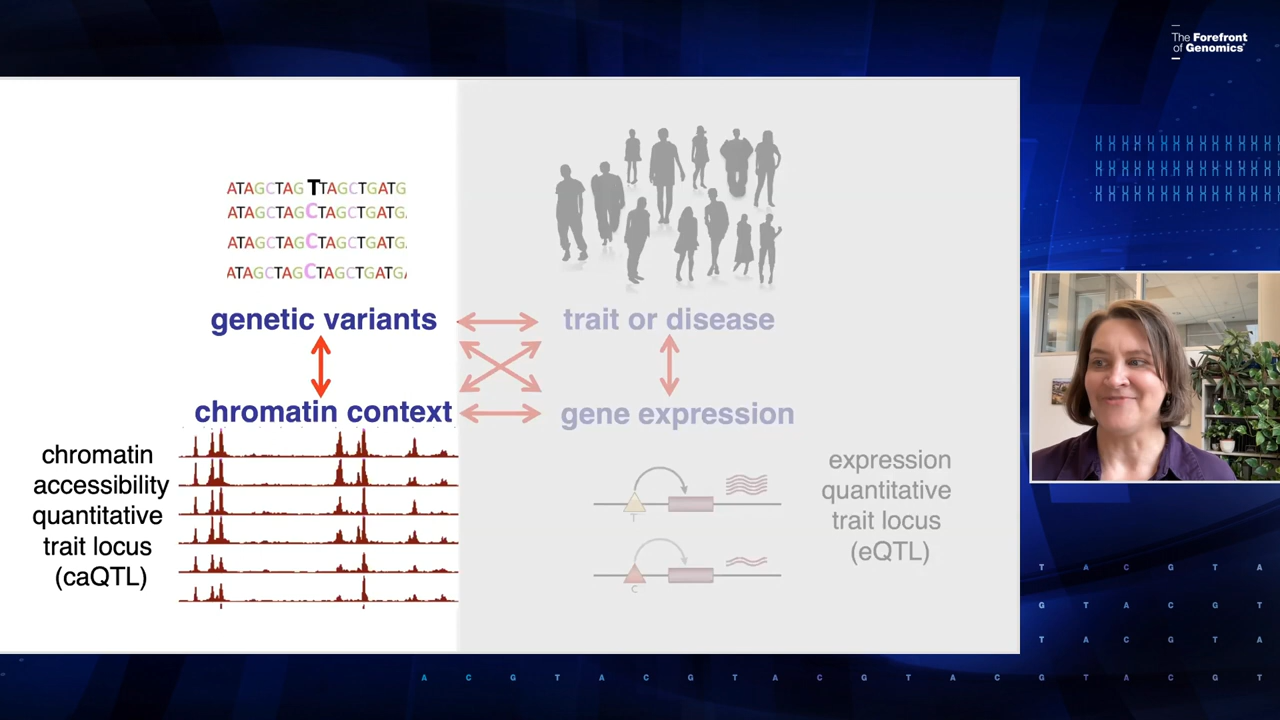 The Forefront
of Genomics®
ATAGCTAGTTAGCTGATG
ATAGCTAGCTAGCTGATG
ATAGCTAGCTAGCTGATG
ATAGCTAGCTAGCTGATG
genetic variants
trait or disease
chromatin context
gene expression
chromatin
accessibility
quantitative
trait locus
(caQTL)
T
C
expression
quantitative
trait locus
(eQTL)
T A C G T A
G T A C G T
T A C G T A
A C G T A C G T A C G T A C G T A C G T